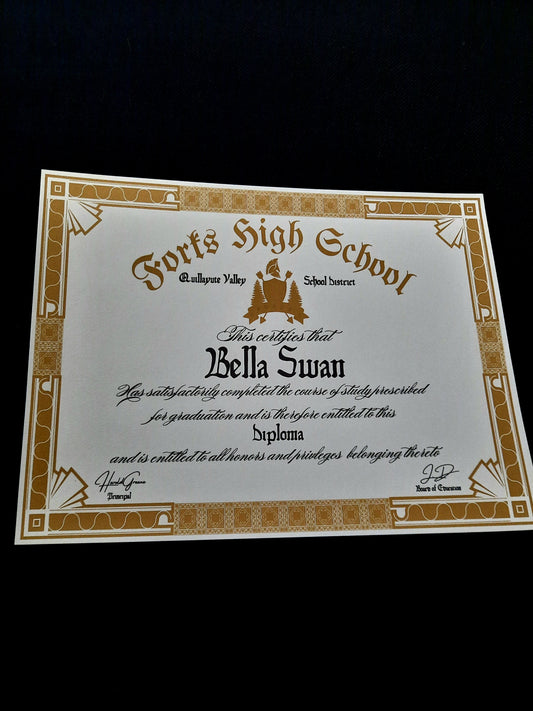 Forks High School
Quillayute Valley School District
This certifies that
Bella Swan
Has satisfactorily completed the course of study prescribed
for graduation and is therefore entitled to this
Diploma
and is entitled to all honors and privileges belonging thereto
Principal
Board of Education